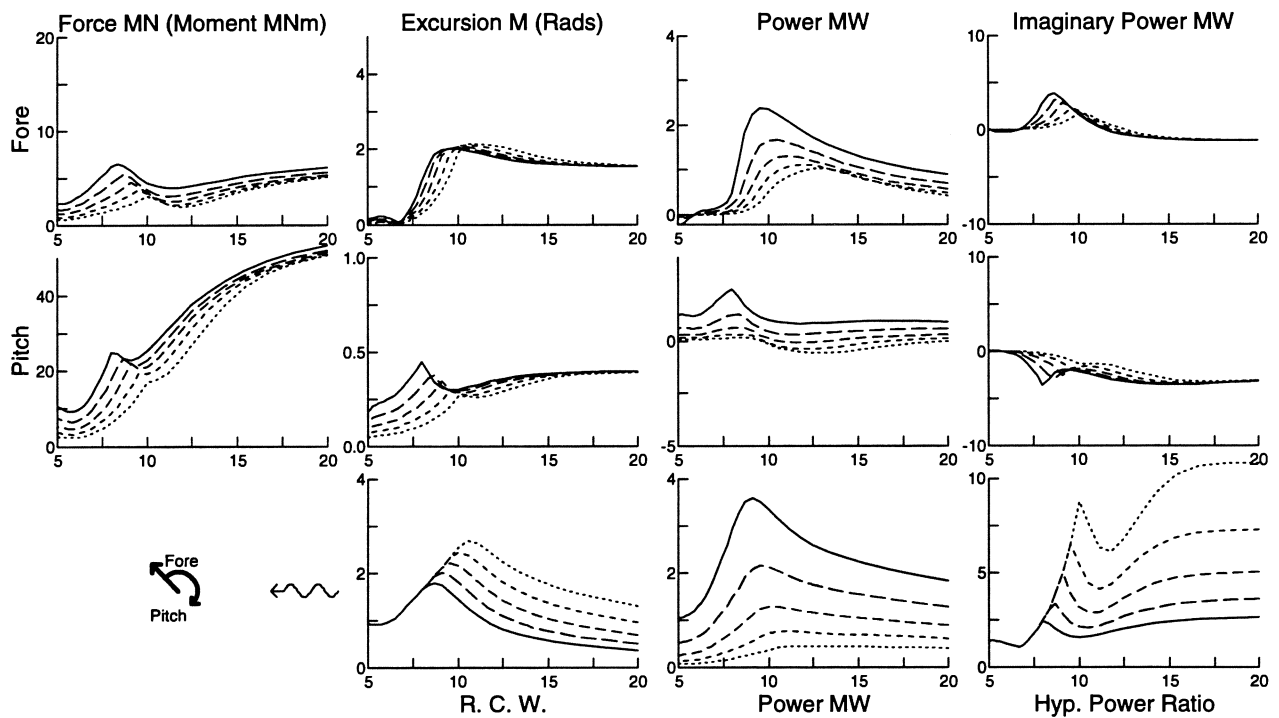 Force MN (Moment MNm) Excursion M (Rads) Power MW Imaginary Power MW
20 4 4 10
Fore
10 2 2 5
0
0 0 0 -5
-10
5 10 15 20 5 10 15 20 5 10 15 20 5 10 15 20
40 1.0 0 10
Pitch
20 0.5 5
0
0 0.0 -5 -5
-10
5 10 15 20 5 10 15 20 5 10 15 20 5 10 15 20
4 4 10
Fore
2 2 5
Pitch
0 0 0
5 10 15 20 5 10 15 20 5 10 15 20
R. C. W. Power MW Hyp. Power Ratio